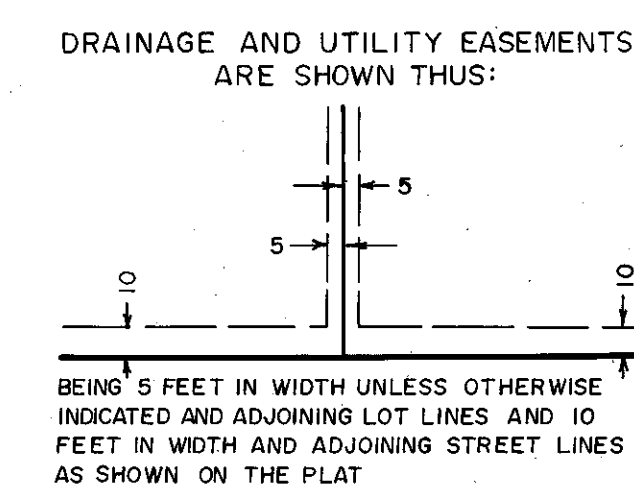 DRAINAGE AND UTILITY EASEMENTS
ARE SHOWN THUS:
5
5
10
10
BEING 5 FEET IN WIDTH UNLESS OTHERWISE
INDICATED AND ADJOINING LOT LINES AND 10
FEET IN WIDTH AND ADJOINING STREET LINES
AS SHOWN ON THE PLAT